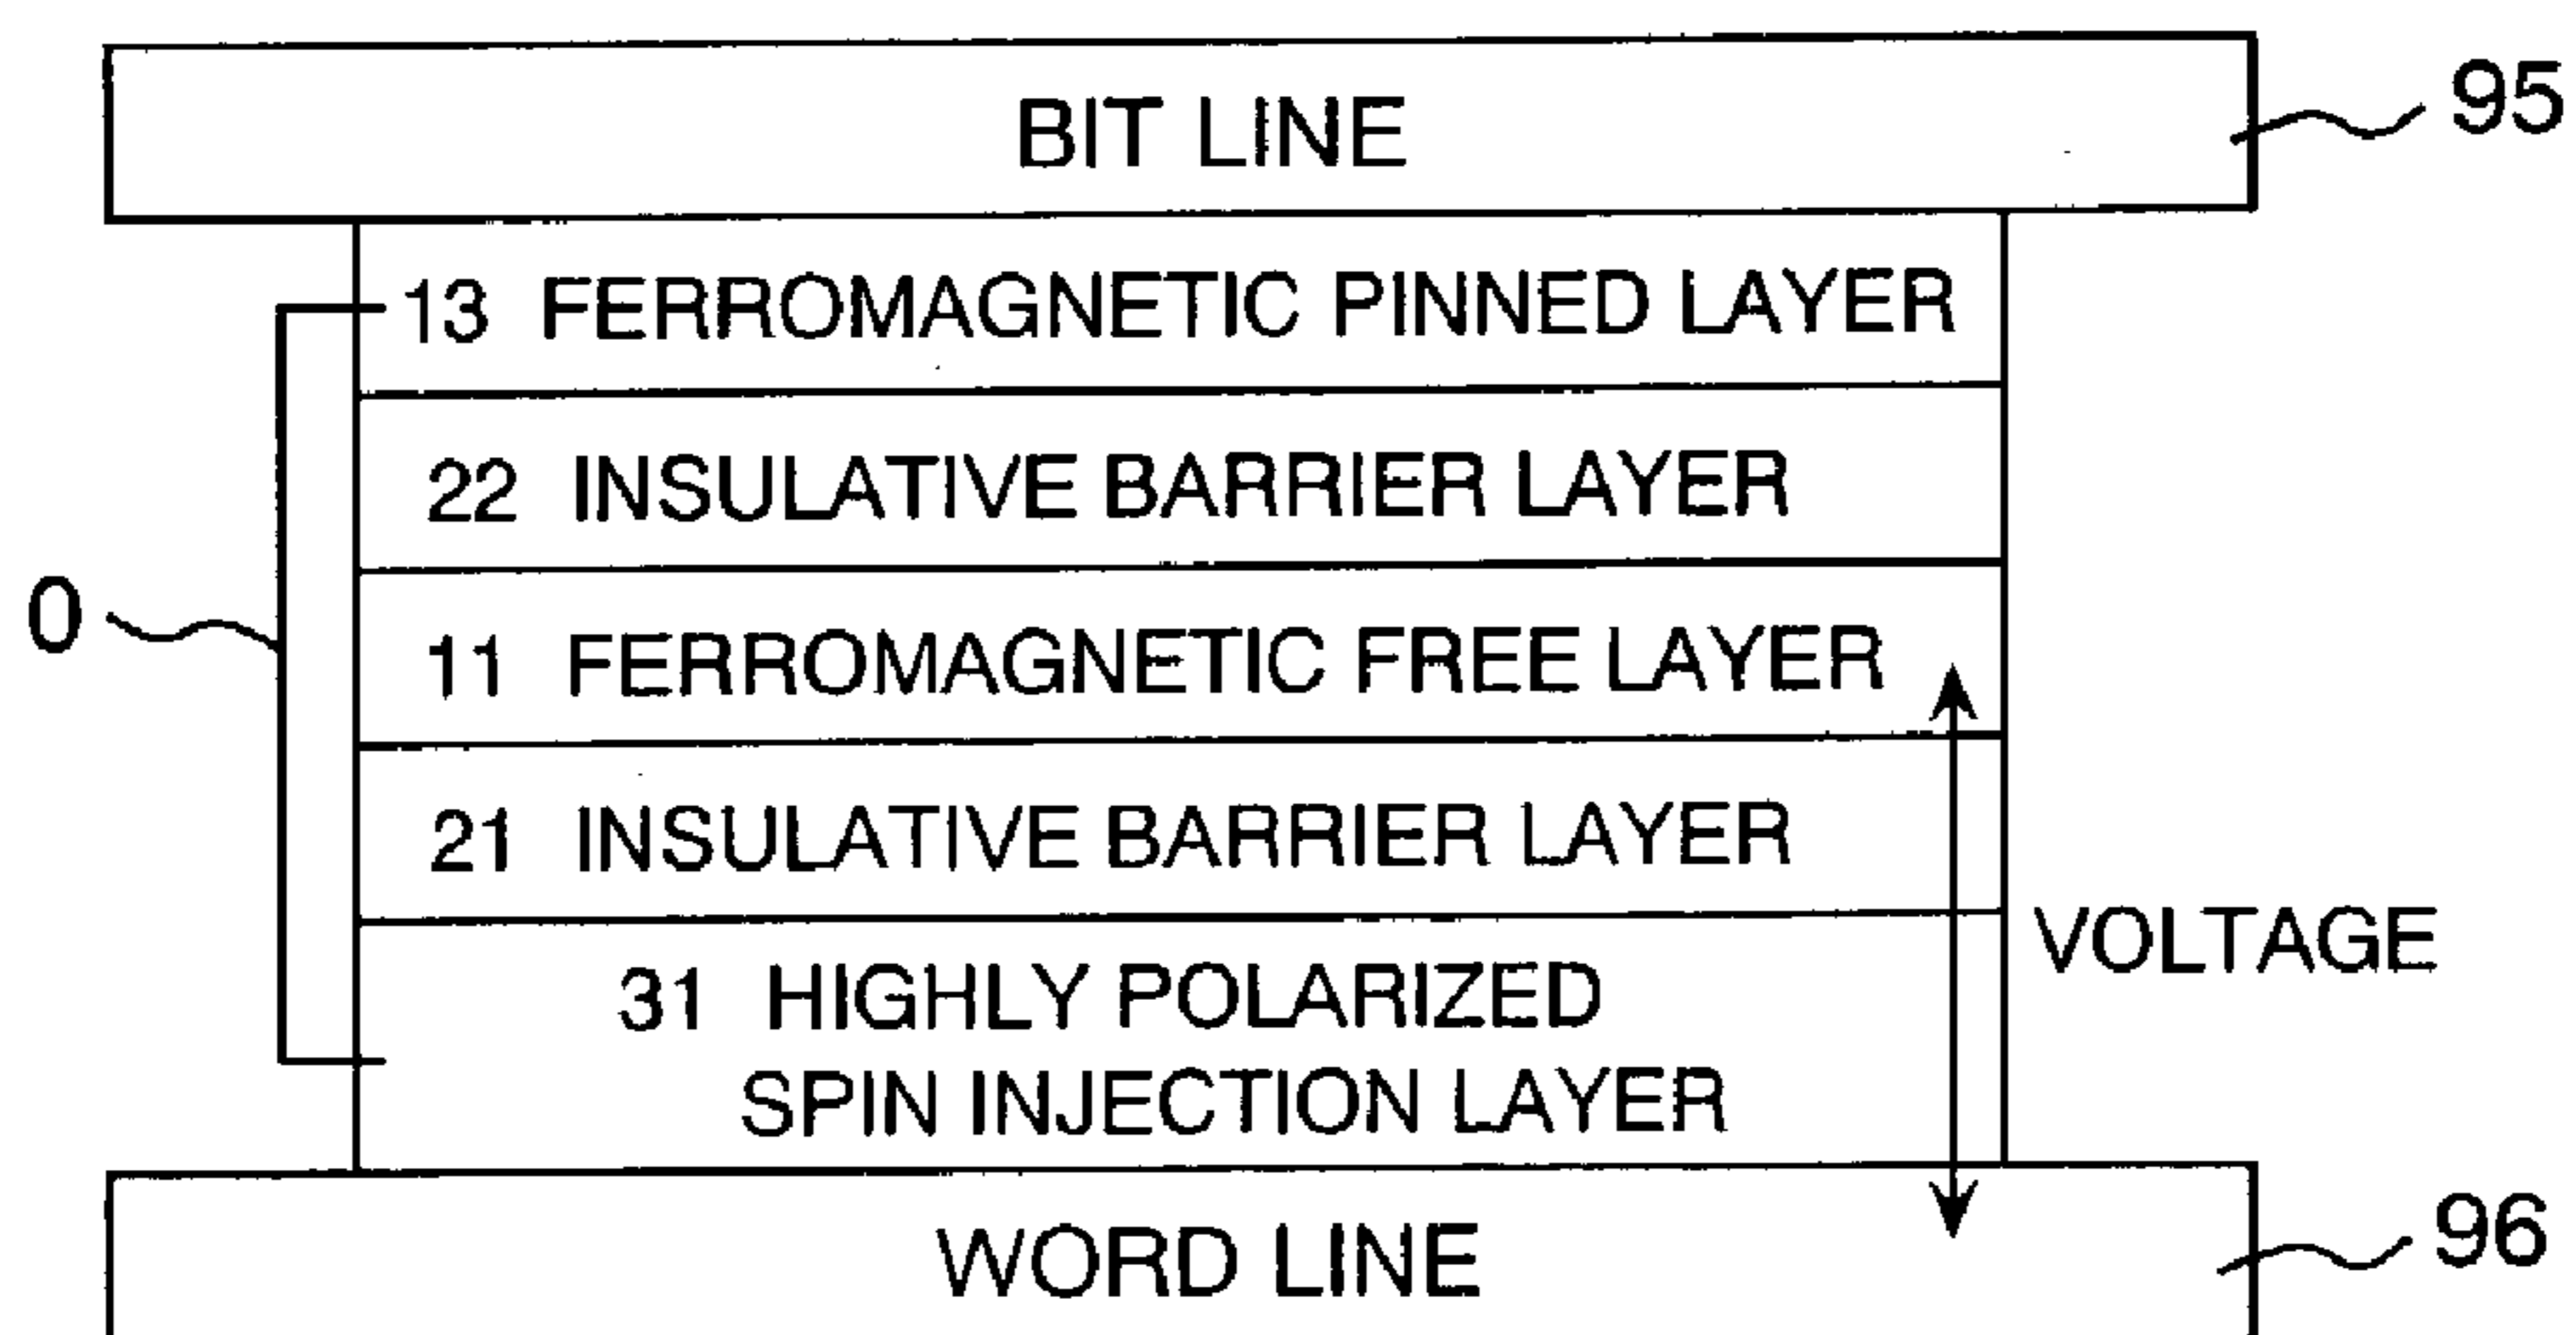 BIT LINE
95
13 FERROMAGNETIC PINNED LAYER
22 INSULATIVE BARRIER LAYER
0
11 FERROMAGNETIC FREE LAYER
21 INSULATIVE BARRIER LAYER
VOLTAGE
31 HIGHLY POLARIZED
SPIN INJECTION LAYER
WORD LINE
96